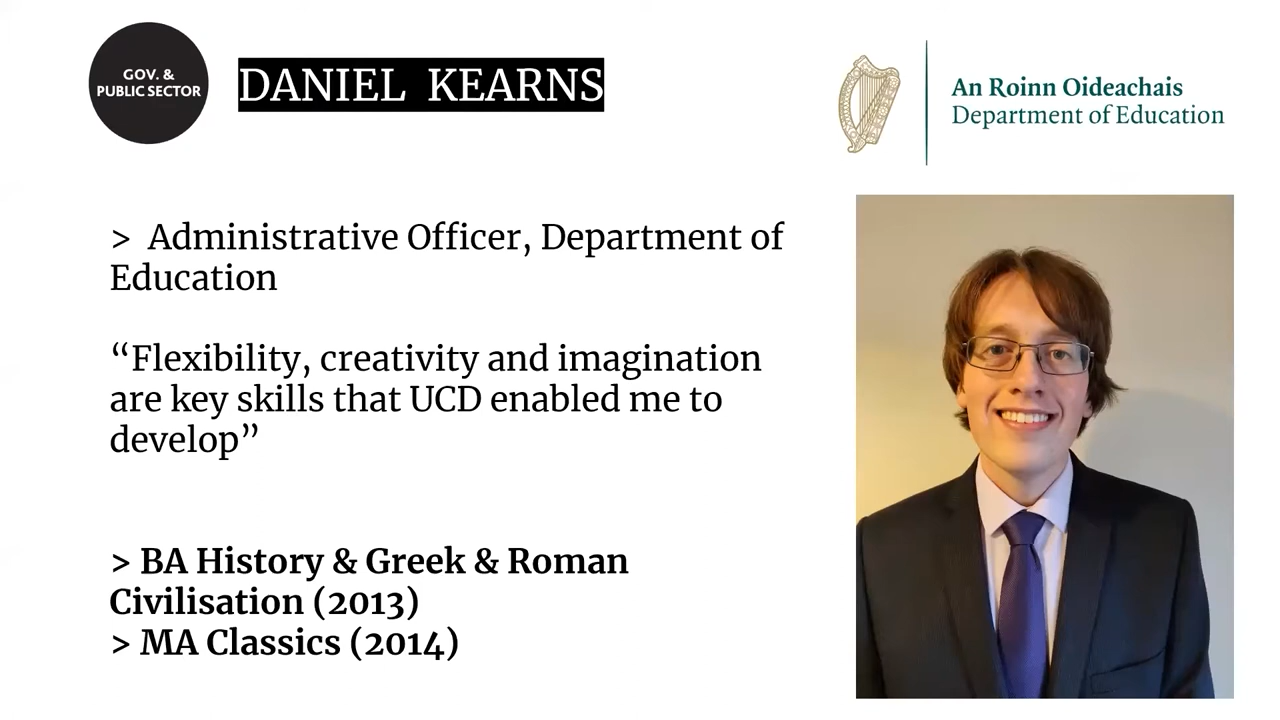 GOV. &
PUBLIC SECTOR
DANIEL KEARNS
An Roinn Oideachais
Department of Education
> Administrative Officer, Department of
Education
“Flexibility, creativity and imagination
are key skills that UCD enabled me to
develop”
> BA History & Greek & Roman
Civilisation (2013)
> MA Classics (2014)